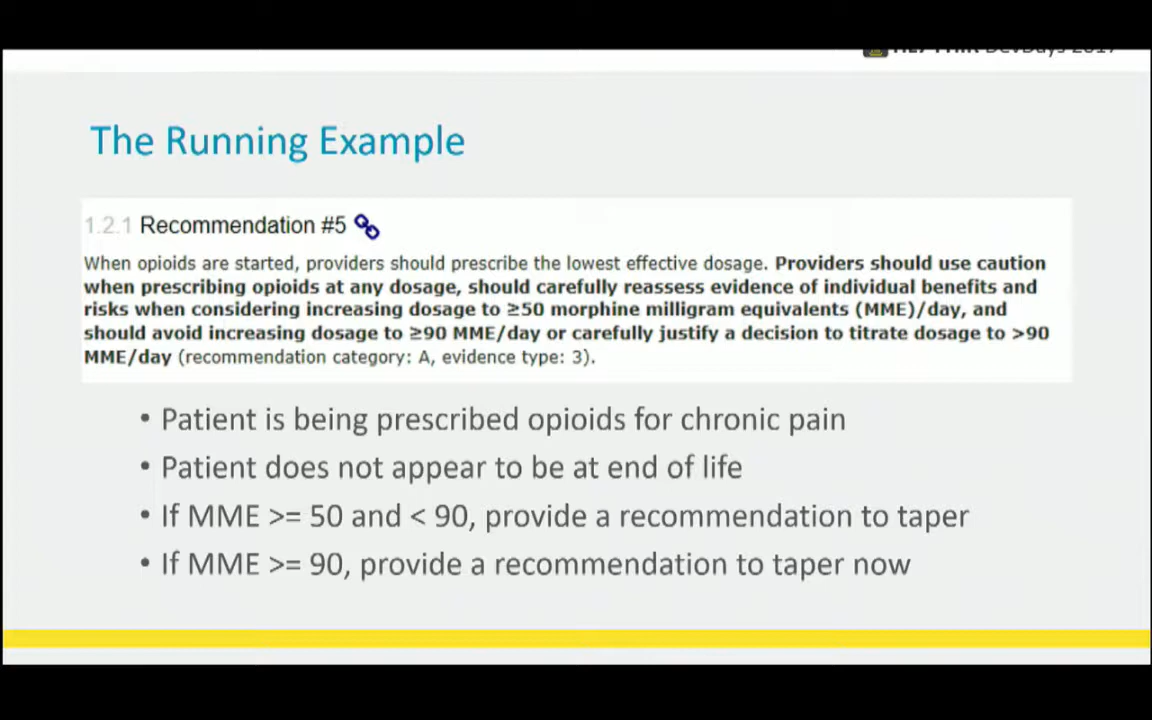 The Running Example
1.2.1 Recommendation #5
When opioids are started, providers should prescribe the lowest effective dosage. Providers should use caution
when prescribing opioids at any dosage, should carefully reassess evidence of individual benefits and
risks when considering increasing dosage to ≥50 morphine milligram equivalents (MME)/day, and
should avoid increasing dosage to ≥90 MME/day or carefully justify a decision to titrate dosage to >90
MME/day (recommendation category: A, evidence type: 3).
• Patient is being prescribed opioids for chronic pain
• Patient does not appear to be at end of life
• If MME >= 50 and < 90, provide a recommendation to taper
• If MME >= 90, provide a recommendation to taper now